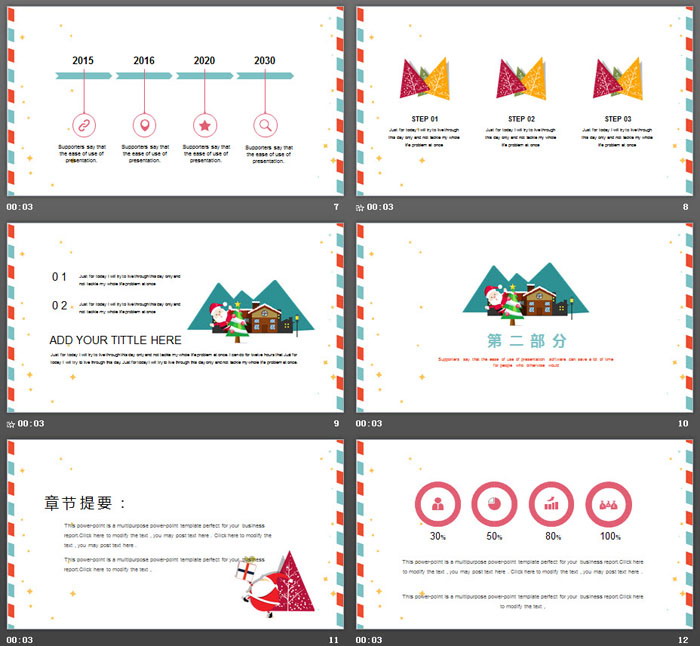 2015
2016
2020
2030
Supporters say that
the ease of use of
presentation.
Supporters say that
the ease of use of
presentation.
Supporters say that
the ease of use of
presentation.
Supporters say that
the ease of use of
presentation.
00:03
7
STEP 01
STEP 02
STEP 03
Just for today I will try to live through
this day only and not tackle my whole
life problem at once
Just for today I will try to live through
this day only and not tackle my whole
life problem at once
Just for today I will try to live through
this day only and not tackle my whole
life problem at once
00:03
8
01
Just for today I will try to live through this day only and
not tackle my whole life problem at once
02
Just for today I will try to live through this day only and
not tackle my whole life problem at once
ADD YOUR TITTLE HERE
Just for today I will try to live through this day only and not tackle my whole life problem at once. I can do for twelve hours that Just for
today I will try to live through this day Just for today I will try to live through this day only and not tackle my whole life problem at once
00:03
9
第二部分
Supporters say that the ease of use of presentation software can save a lot of time
for people who otherwise would
00:03
10
章节提要：
This power-point is a multipurpose power-point template perfect for your business
report.Click here to modify the text , you may post text here . Click here to modify the
text , you may post text here .
This power-point is a multipurpose power-point template perfect for your business
report.Click here to modify the text ,
00:03
11
30%
50%
80%
100%
This power-point is a multipurpose power-point template perfect for your business report.Click here
to modify the text , you may post text here . Click here to modify the text , you may post text here .
This power-point is a multipurpose power-point template perfect for your business report.Click here
to modify the text ,
00:03
12